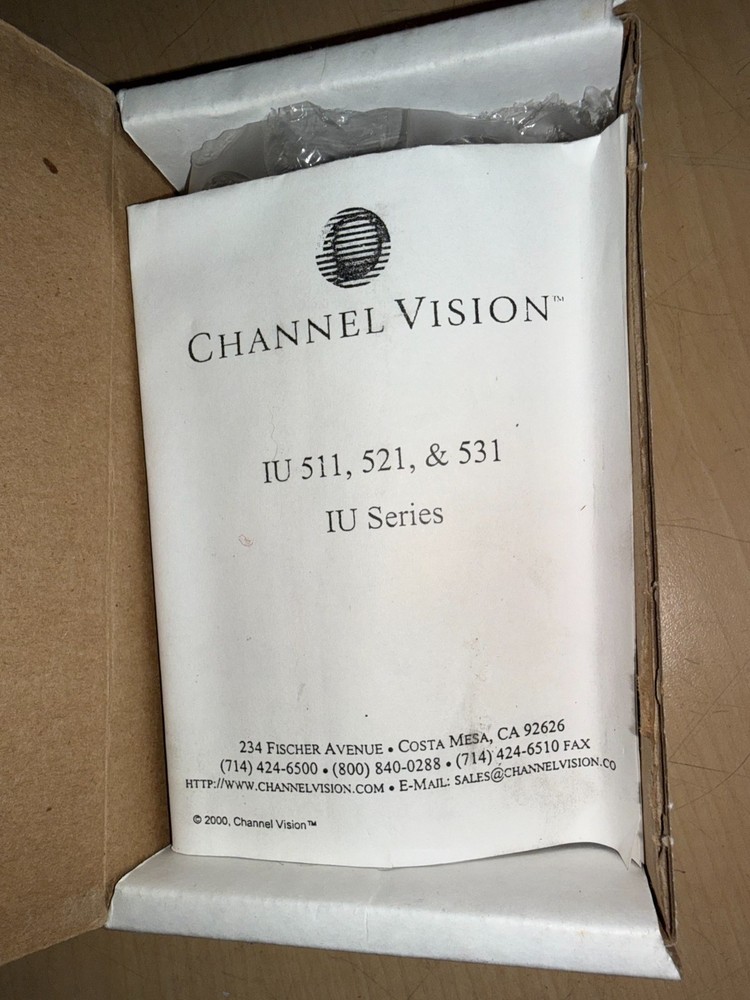 CHANNEL VISION™
IU 511, 521, & 531
IU Series
234 FISCHER AVENUE • COSTA MESA, CA 92626
(714) 424-6500 • (800) 840-0288 • (714) 424-6510 FAX
HTTP://WWW.CHANNELVISION.COM • E-MAIL: SALES@CHANNELVISION.CO
© 2000, Channel Vision™